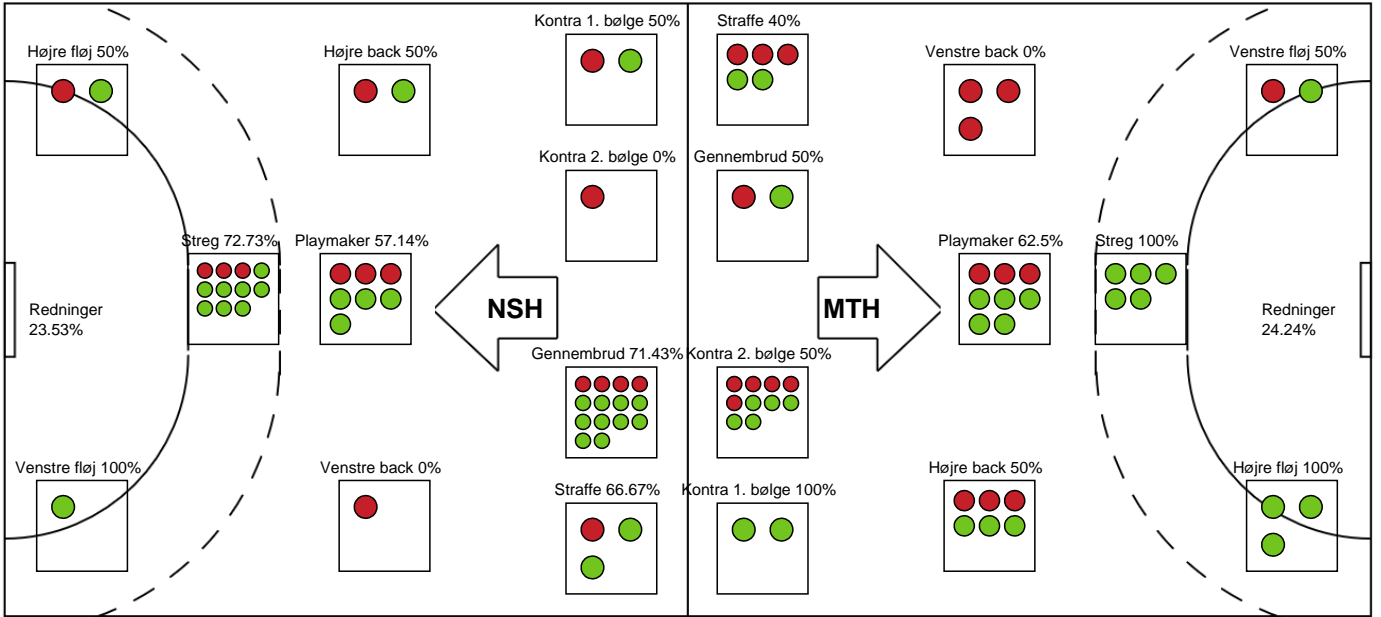 Kontra 1. bølge 50%
Straffe 40%
Højre fløj 50%
Højre back 50%
Venstre back 0%
Venstre fløj 50%
Kontra 2. bølge 0%
Gennembrud 50%
Streg 72.73%
Playmaker 57.14%
Playmaker 62.5%
Streg 100%
Redninger
23.53%
NSH
MTH
Redninger
24.24%
Gennembrud 71.43%
Kontra 2. bølge 50%
Venstre fløj 100%
Venstre back 0%
Højre back 50%
Højre fløj 100%
Straffe 66.67%
Kontra 1. bølge 100%